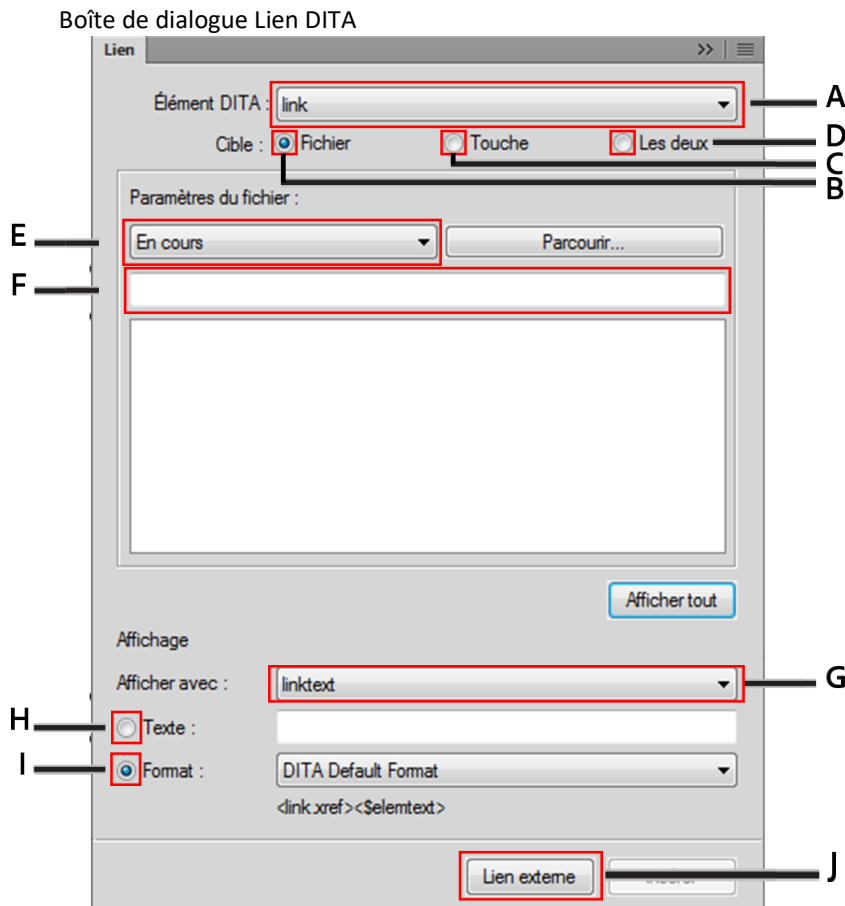 Boîte de dialogue Lien DITA
Lien >>
Élément DITA : link A
Cible : Fichier Touche Les deux D
C
B
Paramètres du fichier :
E En cours Parcourir...
F
Afficher tout
Affichage
Afficher avec : linktext G
H Texte :
I Format : DITA Default Format
<link.xref><$elemtext>
Lien externe J